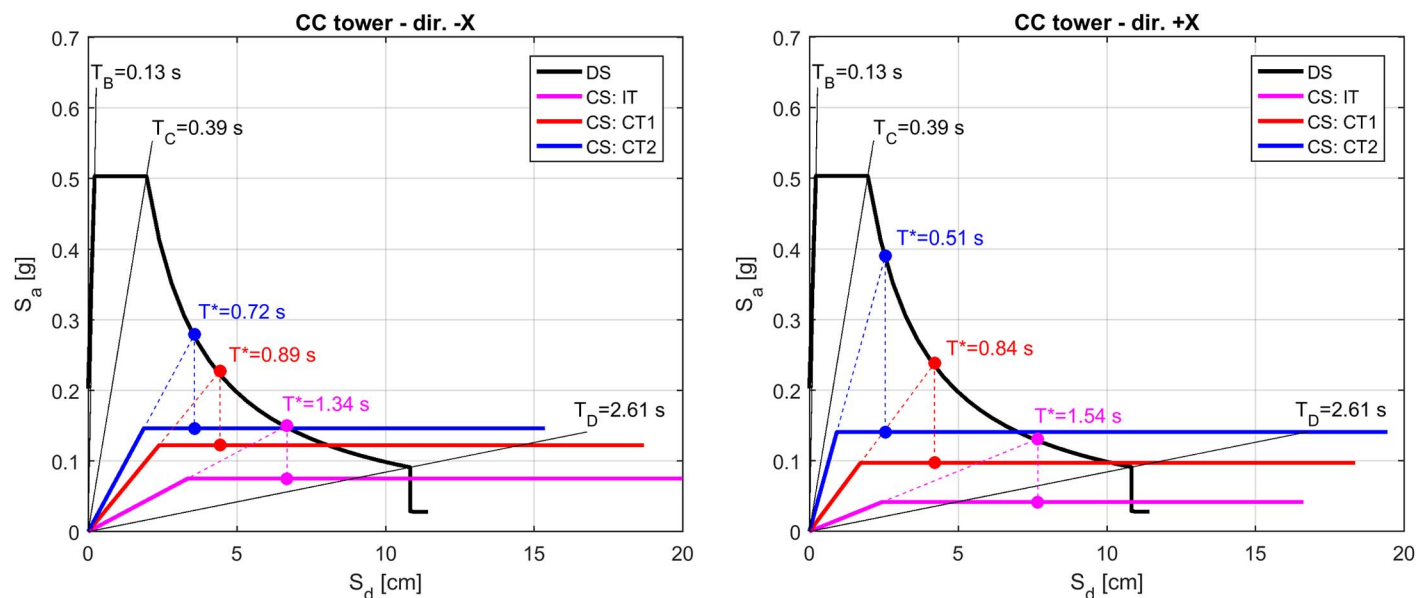 CC tower - dir. -X
0.7
0.6
0.5
0.4
0.3
0.2
0.1
0
S_a [g]
T_B=0.13 s
T_C=0.39 s
DS
CS: IT
CS: CT1
CS: CT2
T*=0.72 s
T*=0.89 s
T*=1.34 s
T_D=2.61 s
0 5 10 15 20
S_d [cm]
CC tower - dir. +X
0.7
0.6
0.5
0.4
0.3
0.2
0.1
0
S_a [g]
T_B=0.13 s
T_C=0.39 s
DS
CS: IT
CS: CT1
CS: CT2
T*=0.51 s
T*=0.84 s
T*=1.54 s
T_D=2.61 s
0 5 10 15 20
S_d [cm]